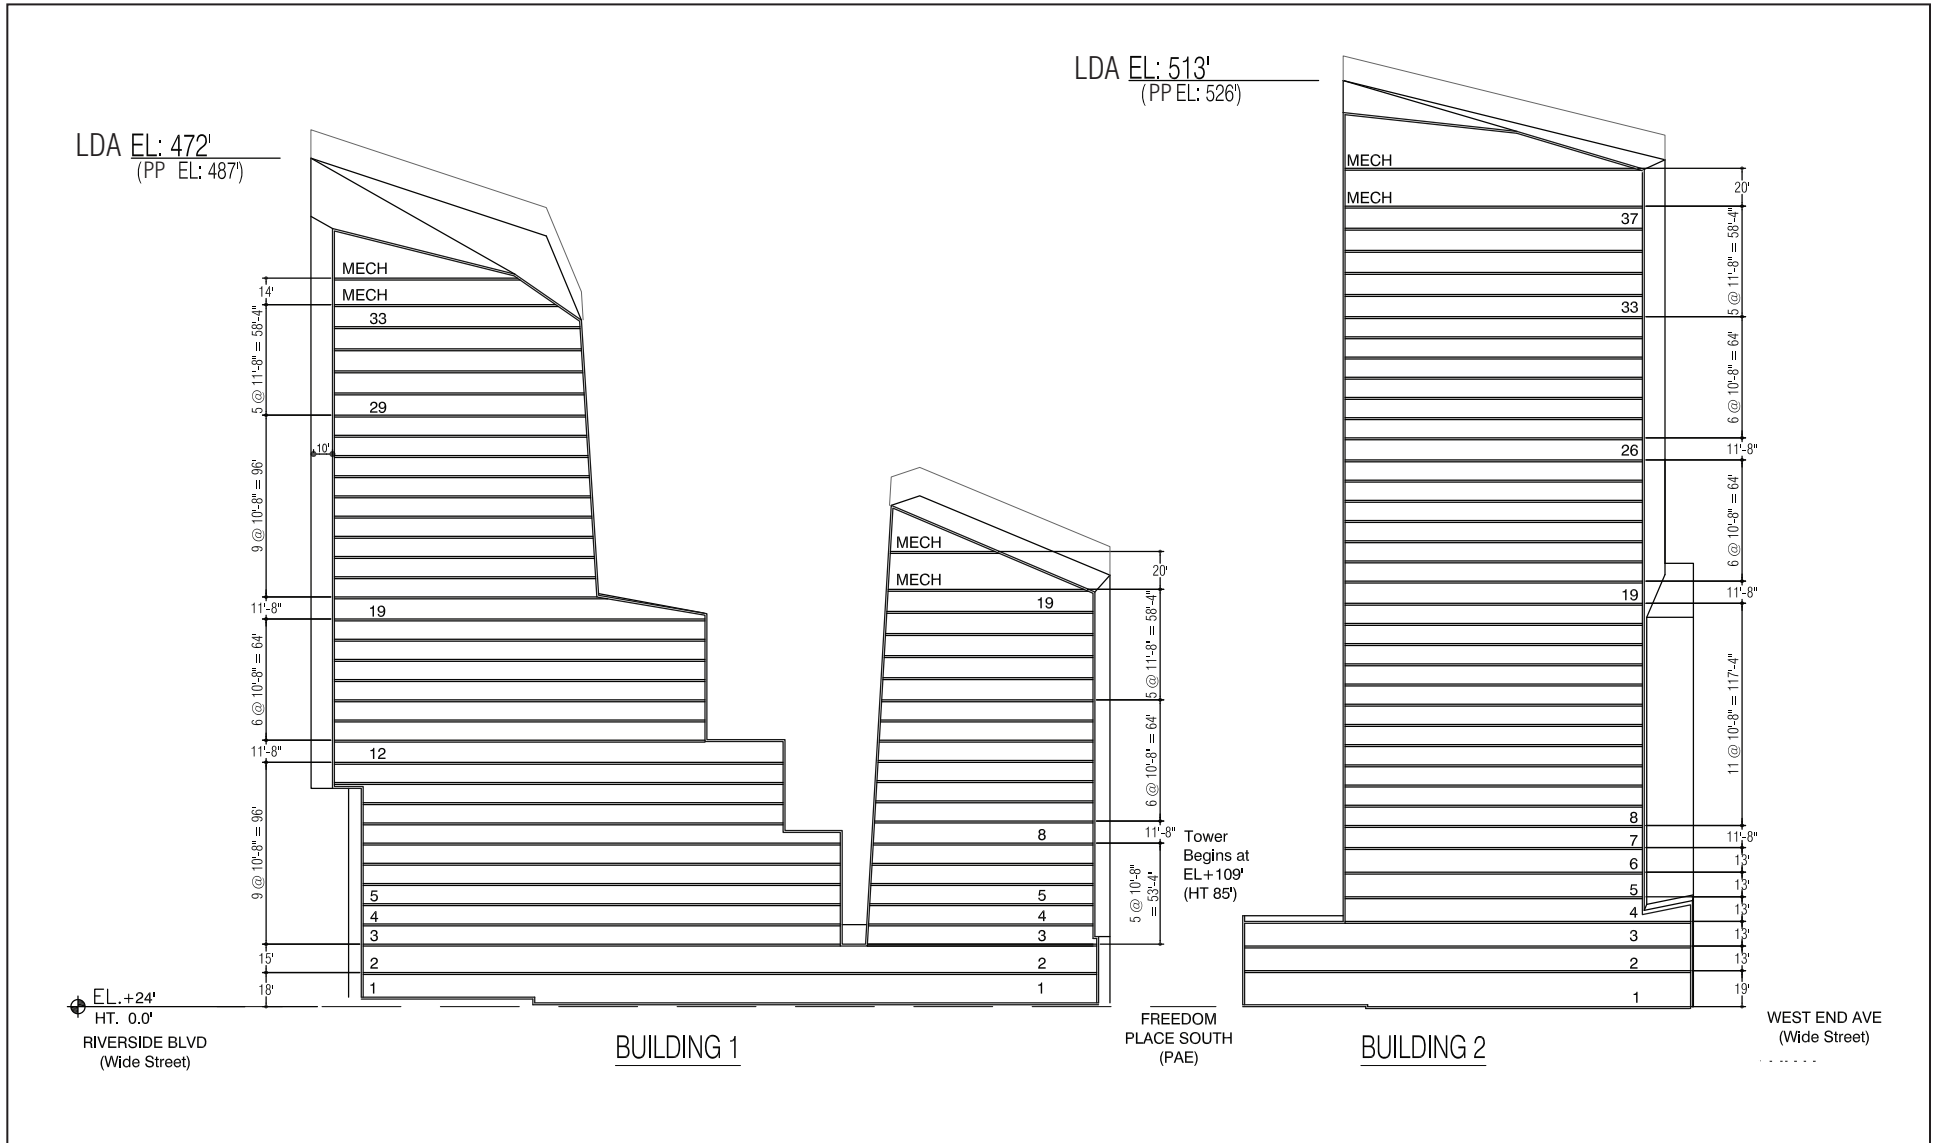 LDA EL: 472'
(PP EL: 487')
LDA EL: 513'
(PP EL: 526')
MECH
MECH
33
29
19
12
5
4
3
2
1
14'
5 @ 11'-8" = 58'-4"
10'
9 @ 10'-8" = 96'
11'-8"
6 @ 10'-8" = 64'
11'-8"
9 @ 10'-8" = 96'
15'
18'
MECH
MECH
19
8
5
4
3
2
1
20'
5 @ 11'-8" = 58'-4"
6 @ 10'-8" = 64'
11'-8"
5 @ 10'-8"
= 53'-4"
Tower
Begins at
EL+109'
(HT 85')
MECH
MECH
37
33
26
19
8
7
6
5
4
3
2
1
20'
5 @ 11'-8" = 58'-4"
6 @ 10'-8" = 64'
11'-8"
6 @ 10'-8" = 64'
11'-8"
11 @ 10'-8" = 117'-4"
11'-8"
13'
13'
13'
13'
13'
19'
EL.+24'
HT. 0.0'
RIVERSIDE BLVD
(Wide Street)
BUILDING 1
FREEDOM
PLACE SOUTH
(PAE)
BUILDING 2
WEST END AVE
(Wide Street)